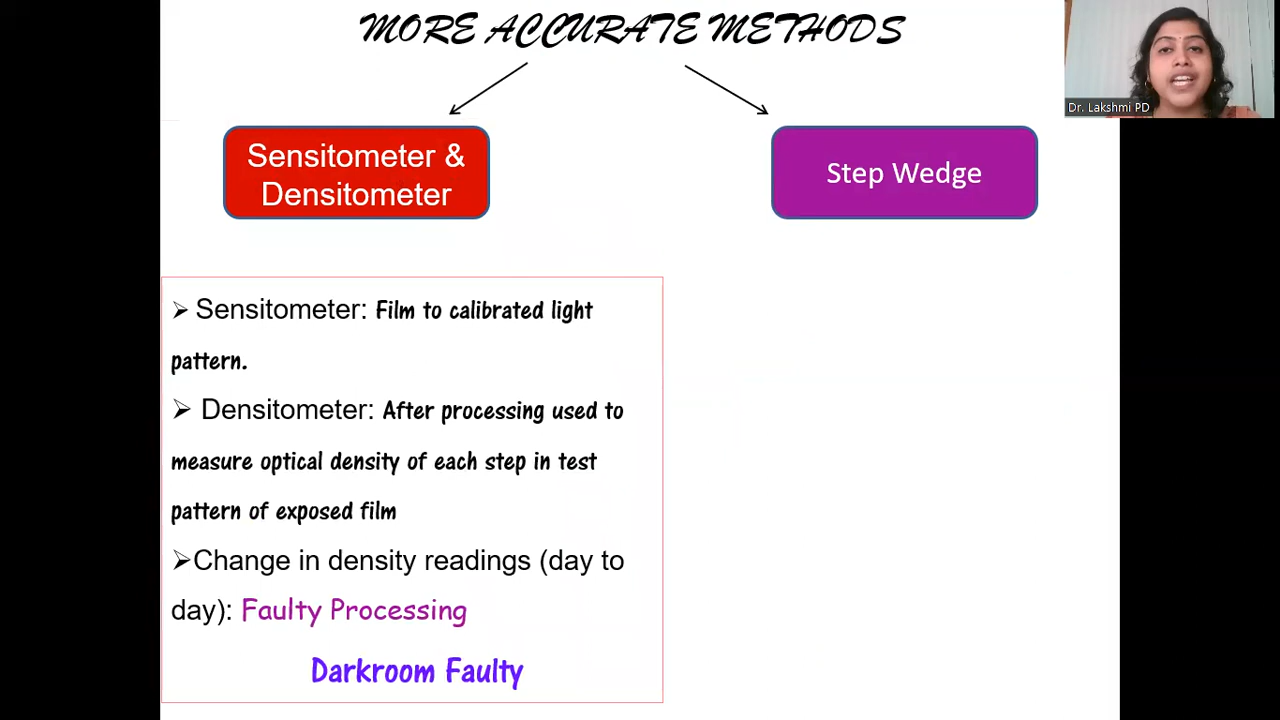 MORE ACCURATE METHODS
Dr. Lakshmi PD
Sensitometer &
Densitometer
Step Wedge
➢ Sensitometer: Film to calibrated light
pattern.
➢ Densitometer: After processing used to
measure optical density of each step in test
pattern of exposed film
➢Change in density readings (day to
day): Faulty Processing
Darkroom Faulty